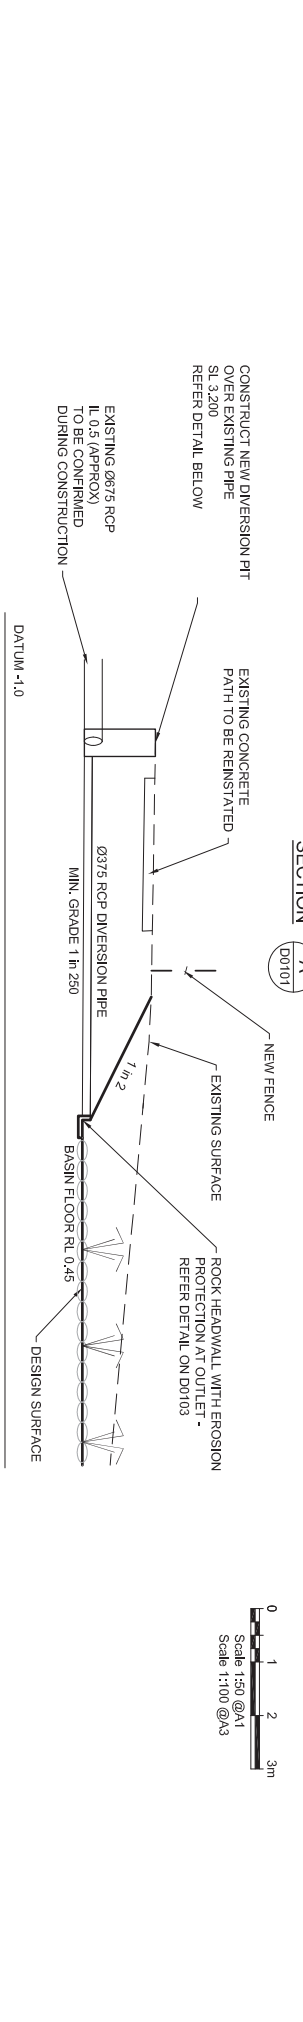 CONSTRUCT NEW DIVERSION PIT
OVER EXISTING PIPE
SL 3.200
REFER DETAIL BELOW
EXISTING Ø675 RCP
IL 0.5 (APPROX)
TO BE CONFIRMED
DURING CONSTRUCTION
DATUM -1.0
EXISTING CONCRETE
PATH TO BE REINSTATED
Ø375 RCP DIVERSION PIPE
MIN. GRADE 1 in 250
SECTION
A
D0101
NEW FENCE
EXISTING SURFACE
1 in 2
ROCK HEADWALL WITH EROSION
PROTECTION AT OUTLET -
REFER DETAIL ON D0103
BASIN FLOOR RL 0.45
DESIGN SURFACE
0 1 2 3m
Scale 1:50 @A1
Scale 1:100 @A3